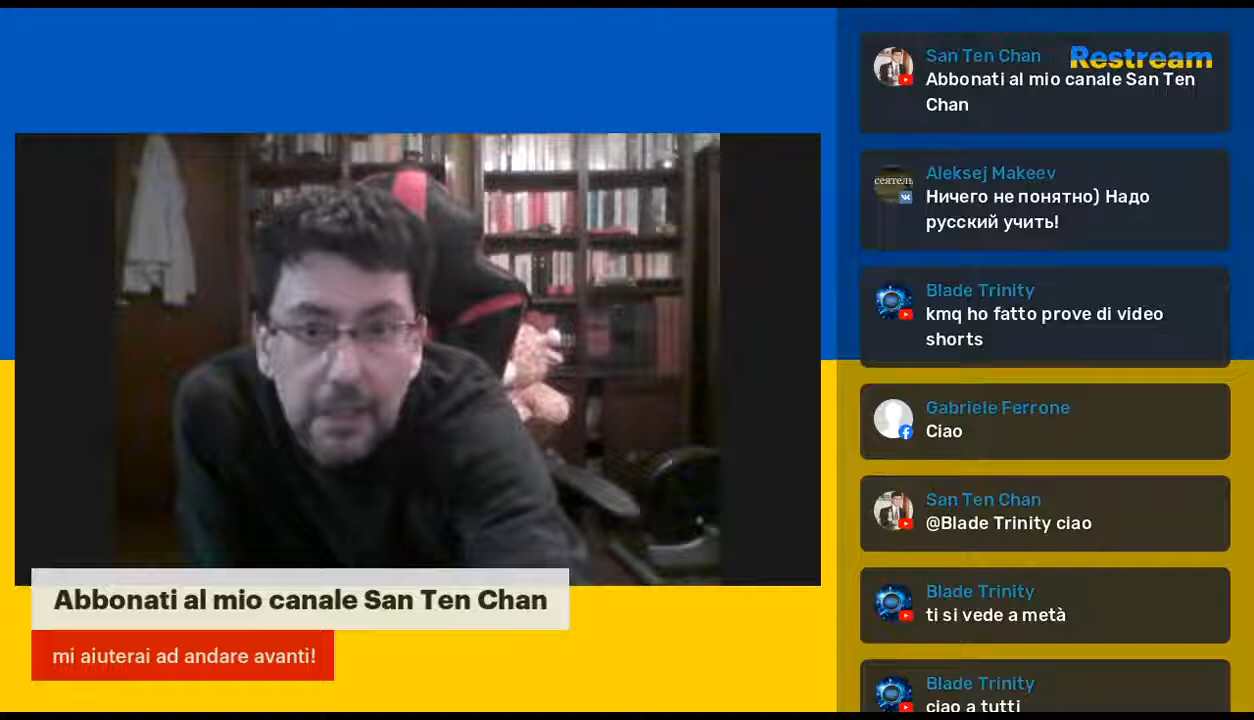 San Ten Chan
Restream
Abbonati al mio canale San Ten
Chan
Aleksej Makeev
сеятель
Ничего не понятно) Надо
русский учить!
Blade Trinity
kmq ho fatto prove di video
shorts
Gabriele Ferrone
Ciao
San Ten Chan
@Blade Trinity ciao
Blade Trinity
ti si vede a metà
Blade Trinity
ciao a tutti
Abbonati al mio canale San Ten Chan
mi aiuterai ad andare avanti!